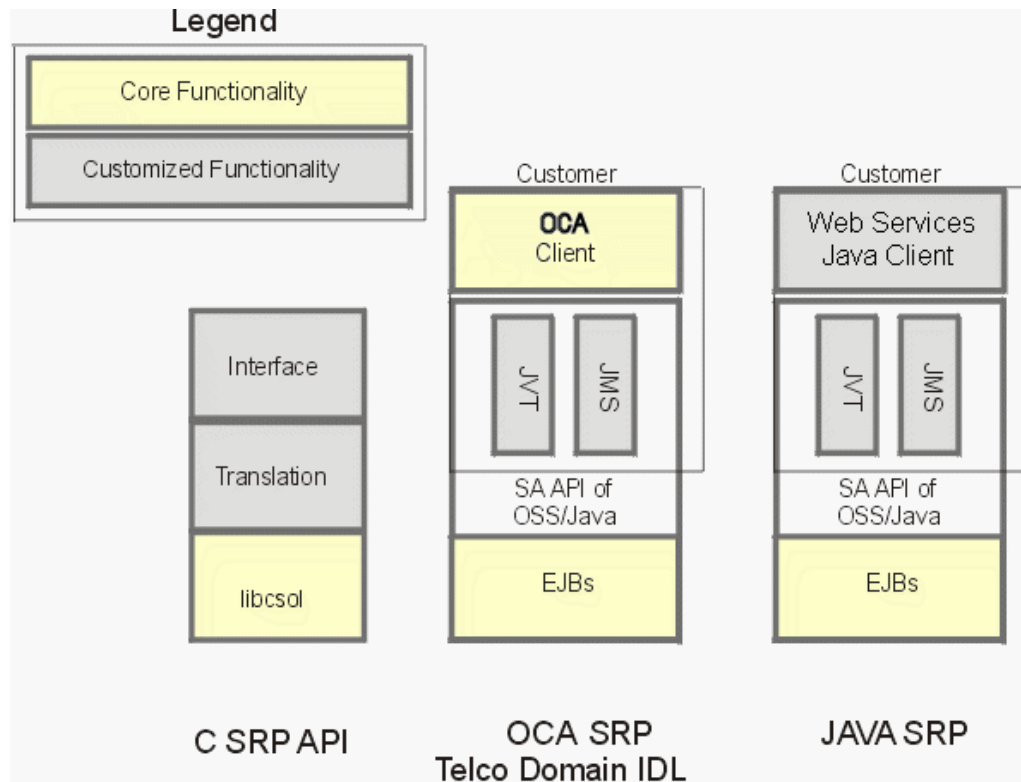 Legend
Core Functionality
Customized Functionality
Interface
Translation
libcsol
C SRP API
Customer
OCA
Client
JVT
JMS
SA API of
OSS/Java
EJBs
OCA SRP
Telco Domain IDL
Customer
Web Services
Java Client
JVT
JMS
SA API of
OSS/Java
EJBs
JAVA SRP